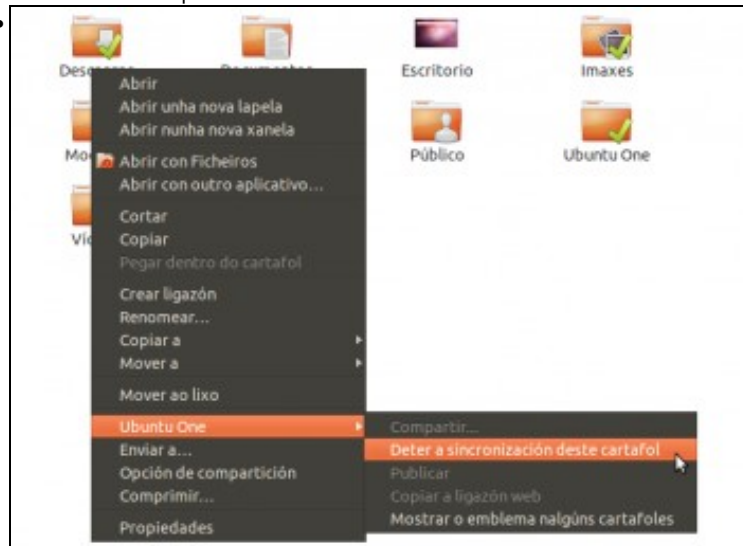 Escritorio
Imaxes
Público
Ubuntu One
Abrir
Abrir unha nova lapela
Abrir nunha nova xanela
Abrir con Ficheiros
Abrir con outro aplicativo...
Cortar
Copiar
Pegar dentro do cartafol
Crear ligazón
Renomear...
Copiar a
Mover a
Mover ao lixo
Ubuntu One
Enviar a...
Opción de compartición
Comprimir...
Propiedades
Compartir...
Deter a sincronización deste cartafol
Publicar
Copiar a ligazón web
Mostrar o emblema nalgúns cartafoles